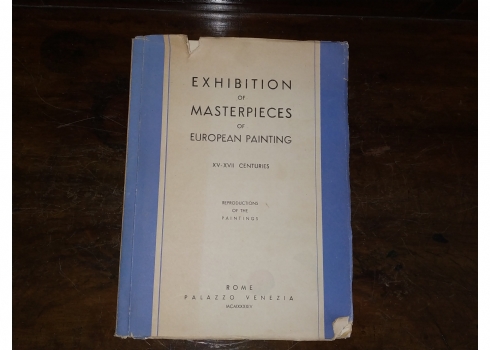 EXHIBITION
OF
MASTERPIECES
OF
EUROPEAN PAINTING
XV-XVII CENTURIES
REPRODUCTIONS
OF THE
PAINTINGS
ROME
PALAZZO VENEZIA